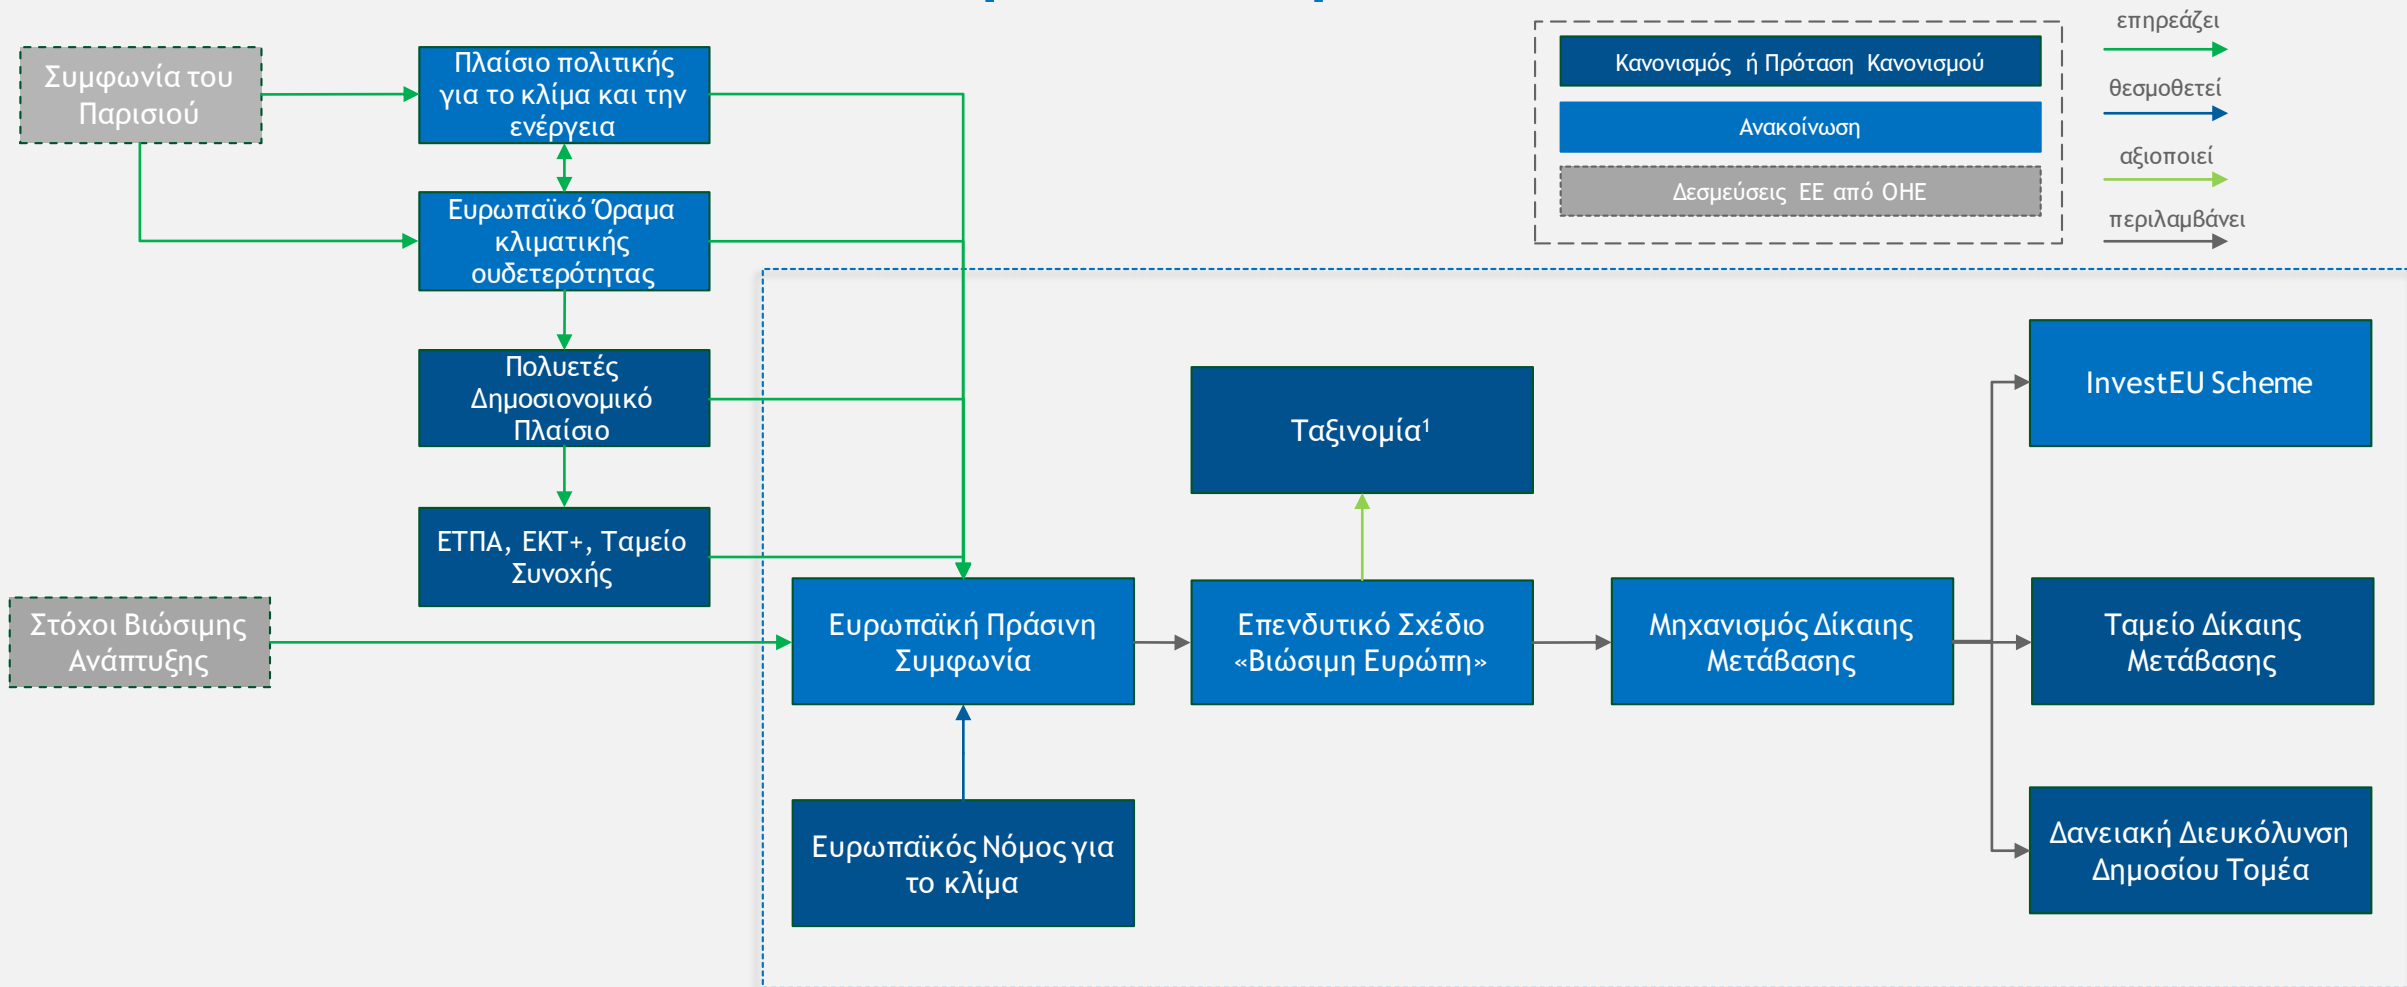 Συμφωνία του
Παρισιού
Πλαίσιο πολιτικής
για το κλίμα και την
ενέργεια
Ευρωπαϊκό Όραμα
κλιματικής
ουδετερότητας
Πολυετές
Δημοσιονομικό
Πλαίσιο
ΕΤΠΑ, ΕΚΤ+, Ταμείο
Συνοχής
Στόχοι Βιώσιμης
Ανάπτυξης
Κανονισμός ή Πρόταση Κανονισμού
Ανακοίνωση
Δεσμεύσεις ΕΕ από ΟΗΕ
επηρεάζει
θεσμοθετεί
αξιοποιεί
περιλαμβάνει
Ταξινομία¹
Ευρωπαϊκή Πράσινη
Συμφωνία
Επενδυτικό Σχέδιο
«Βιώσιμη Ευρώπη»
Μηχανισμός Δίκαιης
Μετάβασης
InvestEU Scheme
Ταμείο Δίκαιης
Μετάβασης
Δανειακή Διευκόλυνση
Δημοσίου Τομέα
Ευρωπαϊκός Νόμος για
το κλίμα